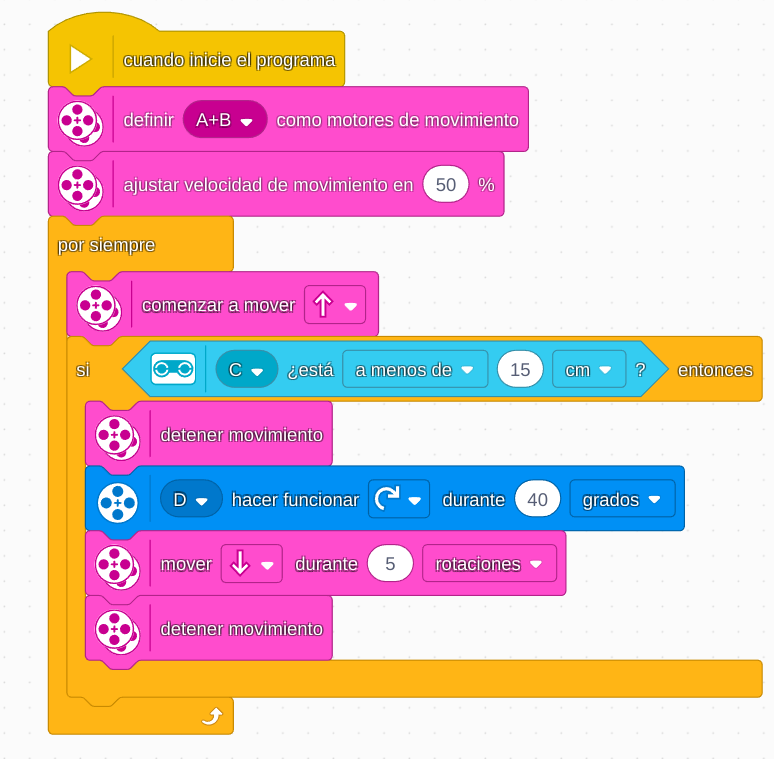 cuando inicie el programa
definir A+B como motores de movimiento
ajustar velocidad de movimiento en 50 %
por siempre
comenzar a mover
si C ¿está a menos de 15 cm ? entonces
detener movimiento
D hacer funcionar durante 40 grados
mover durante 5 rotaciones
detener movimiento